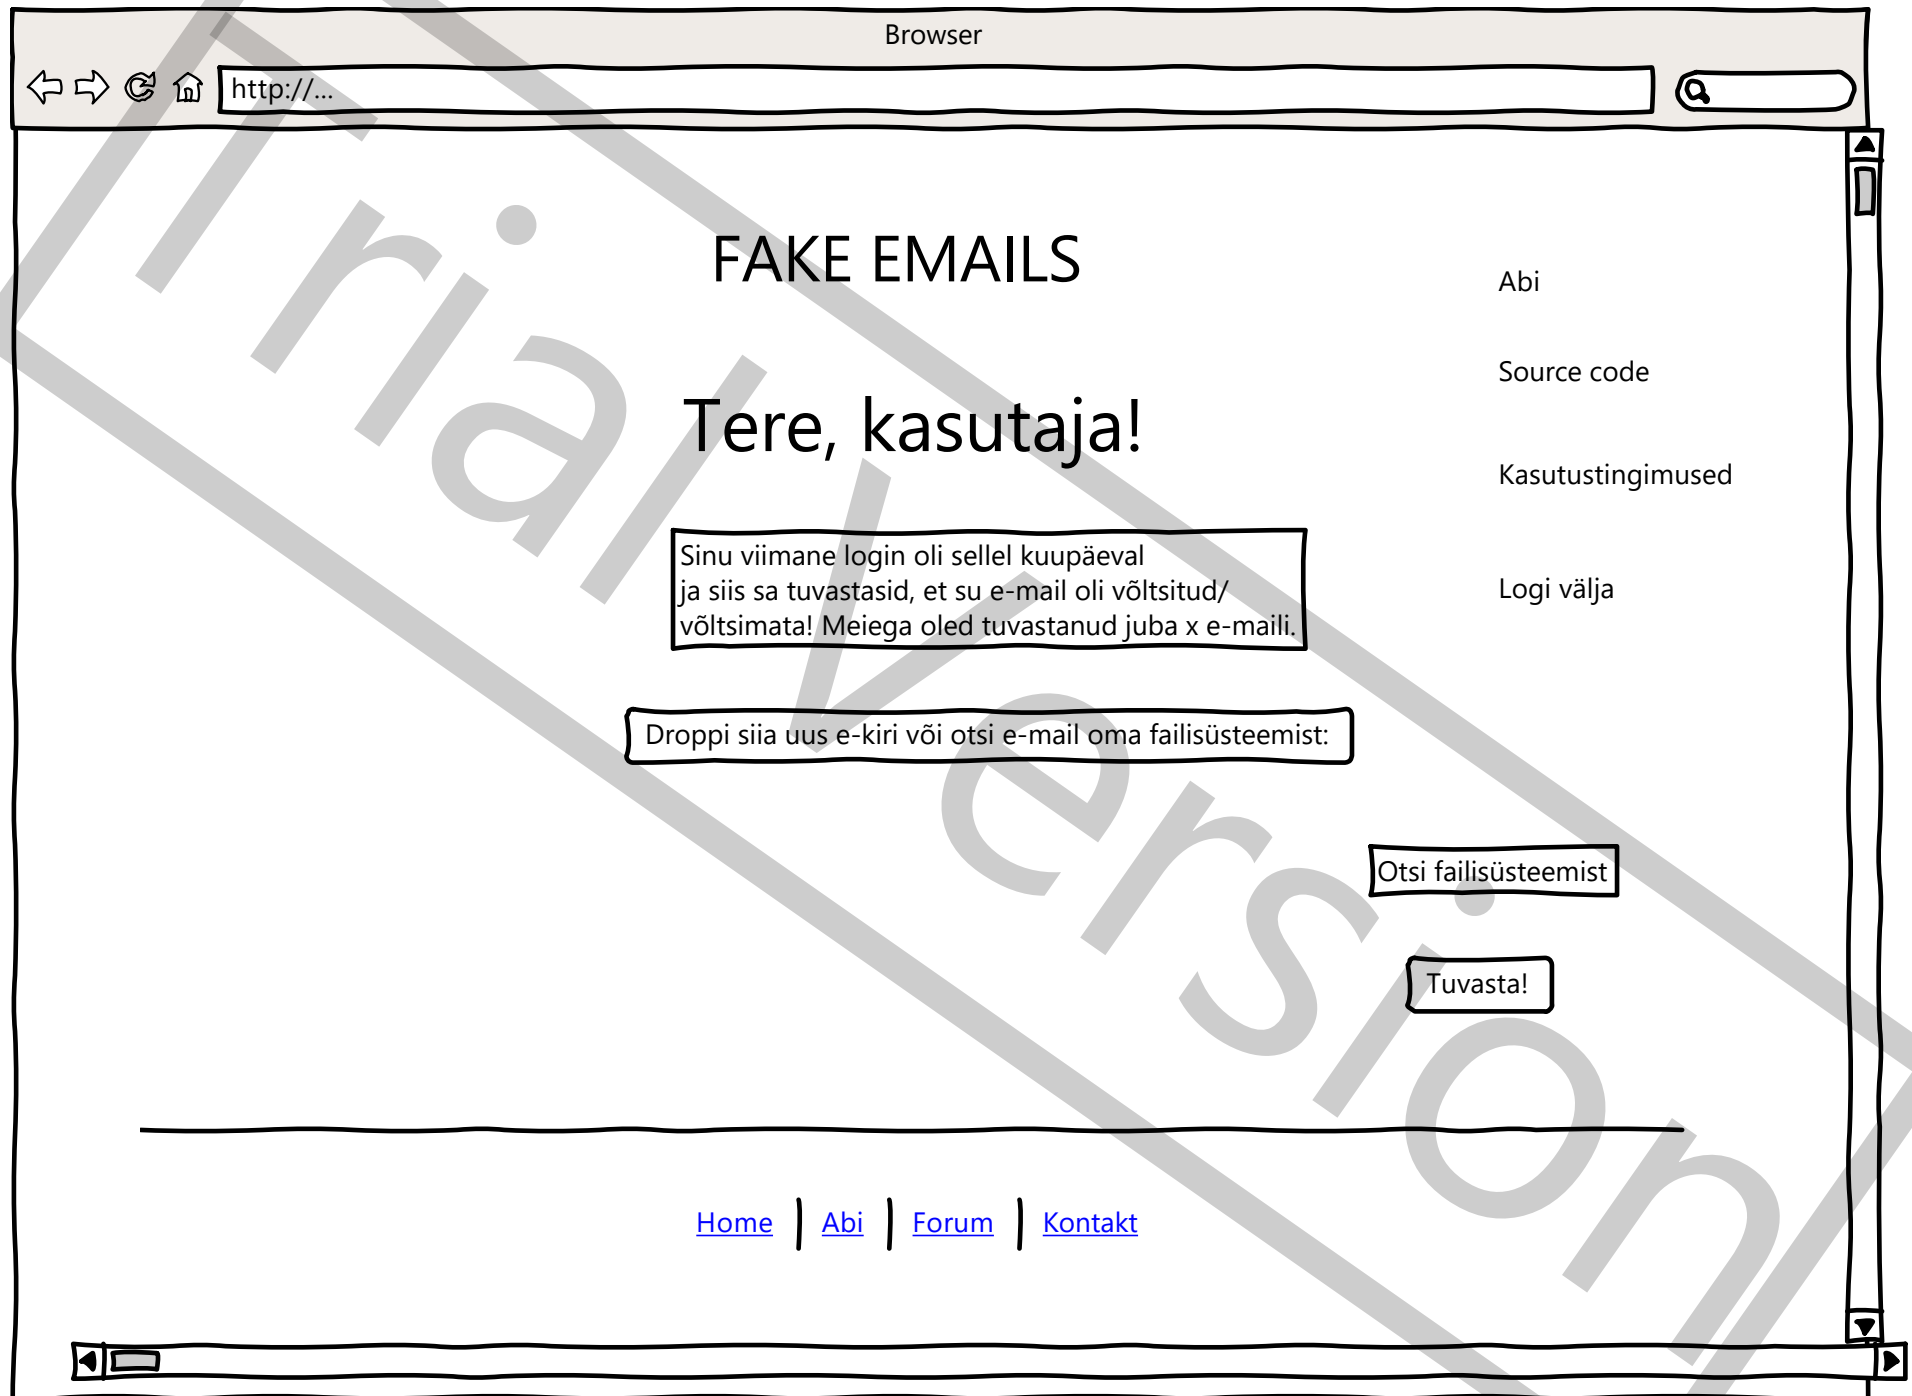 Browser
http://...
FAKE EMAILS
Abi
Source code
Tere, kasutaja!
Kasutustingimused
Sinu viimane login oli sellel kuupäeval
ja siis sa tuvastasid, et su e-mail oli võltsitud/
võltsimata! Meiega oled tuvastanud juba x e-maili.
Logi välja
Droppi siia uus e-kiri või otsi e-mail oma failisüsteemist:
Otsi failisüsteemist
Tuvasta!
Home Abi Forum Kontakt
Trial Version